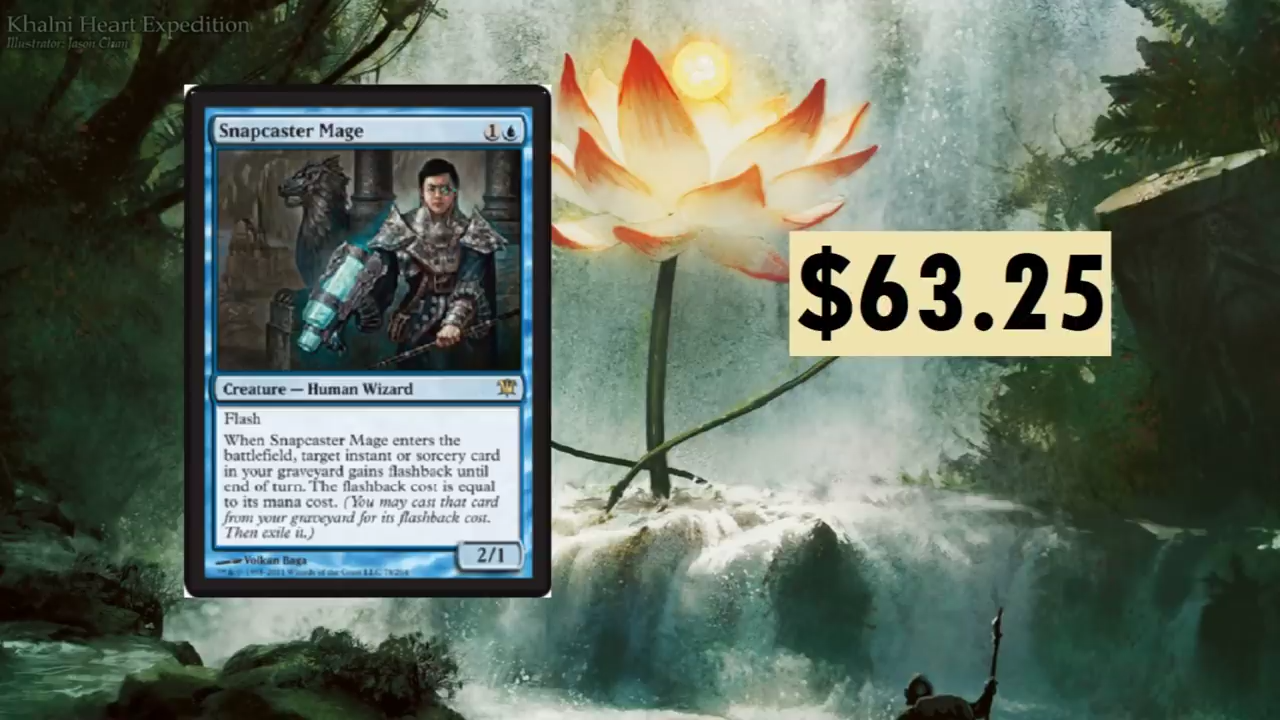 Khalni Heart Expedition
Illustrator: Jason Chan
Snapcaster Mage
1
$63.25
Creature — Human Wizard
Flash
When Snapcaster Mage enters the
battlefield, target instant or sorcery card
in your graveyard gains flashback until
end of turn. The flashback cost is equal
to its mana cost. (You may cast that card
from your graveyard for its flashback cost.
Then exile it.)
2/1
Volkan Baga